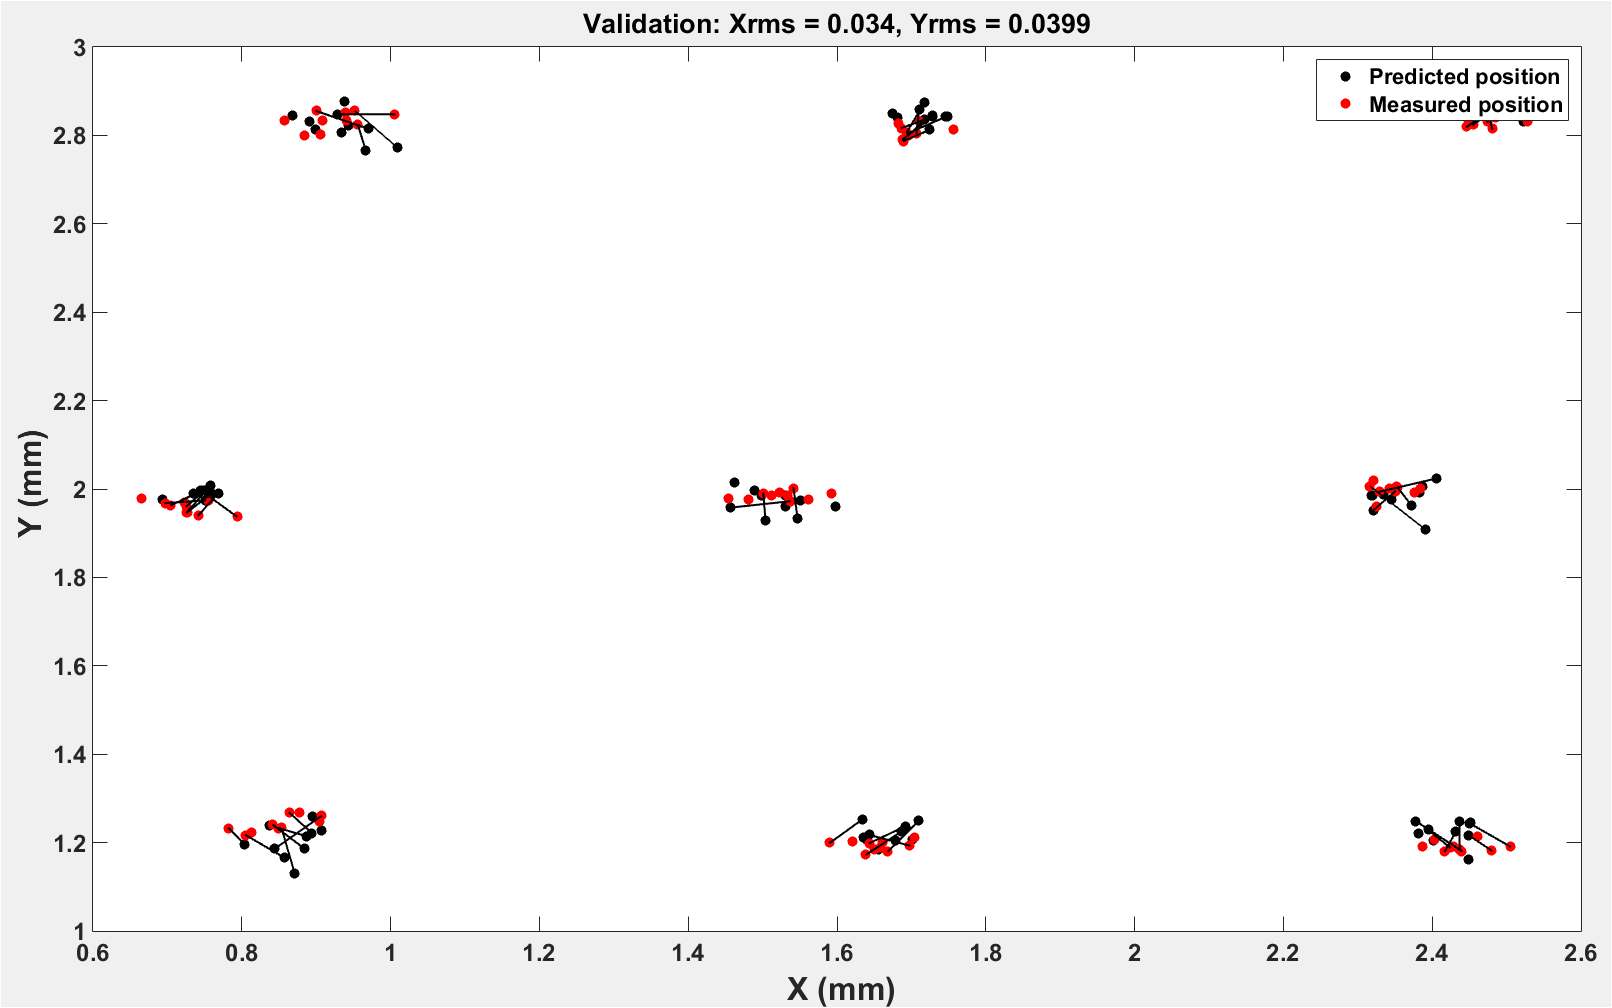 Validation: Xrms = 0.034, Yrms = 0.0399
Predicted position
Measured position
3
2.8
2.6
2.4
2.2
2
1.8
1.6
1.4
1.2
1
Y (mm)
0.6 0.8 1 1.2 1.4 1.6 1.8 2 2.2 2.4 2.6
X (mm)